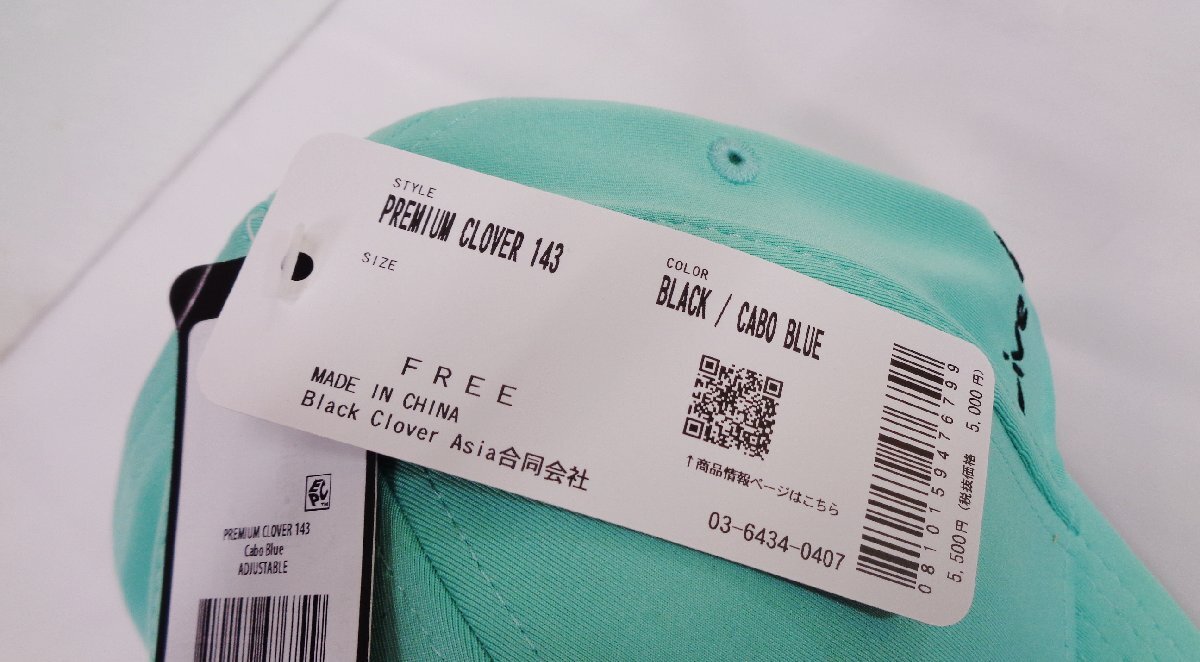 STYLE
PREMIUM CLOVER 143
SIZE
FREE
COLOR
BLACK / CABO BLUE
MADE IN CHINA
Black Clover Asia合同会社
↑商品情報ページはこちら
03-6434-0407
0810159476799
5,500円(税抜価格 5,000円)
EPC
PREMIUM CLOVER 143
Cabo Blue
ADJUSTABLE